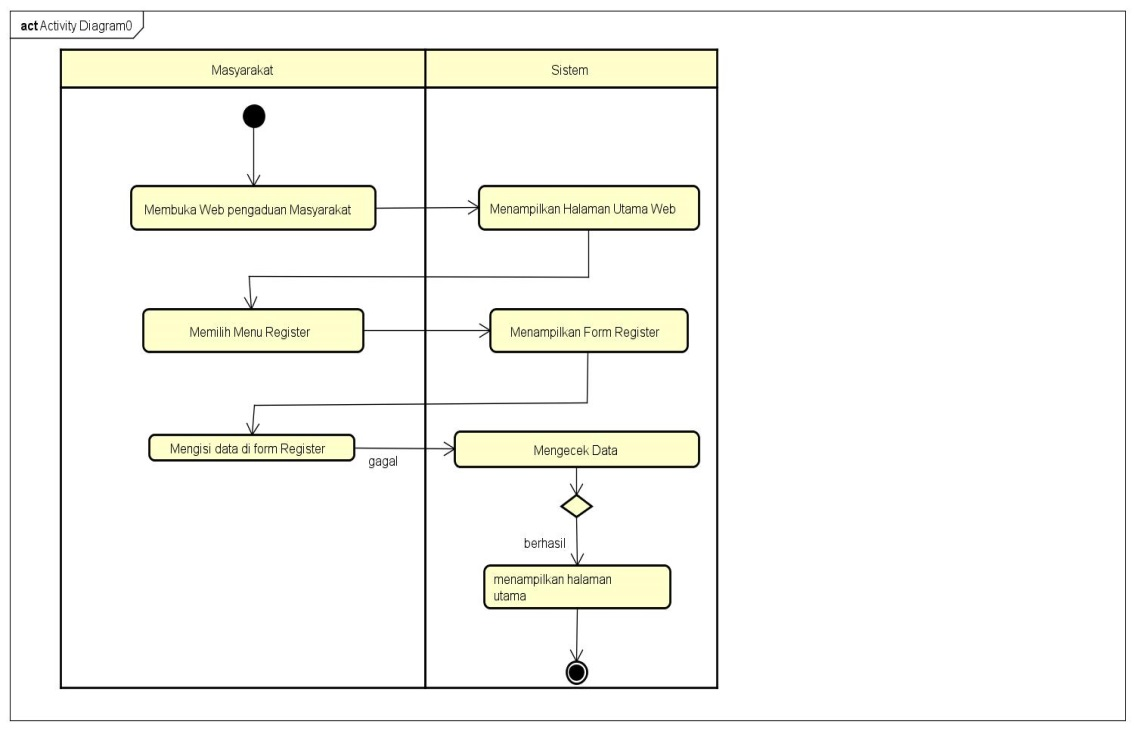 act Activity Diagram0
Masyarakat
Sistem
Membuka Web pengaduan Masyarakat
Menampilkan Halaman Utama Web
Memilih Menu Register
Menampilkan Form Register
Mengisi data di form Register
gagal
Mengecek Data
berhasil
menampilkan halaman
utama